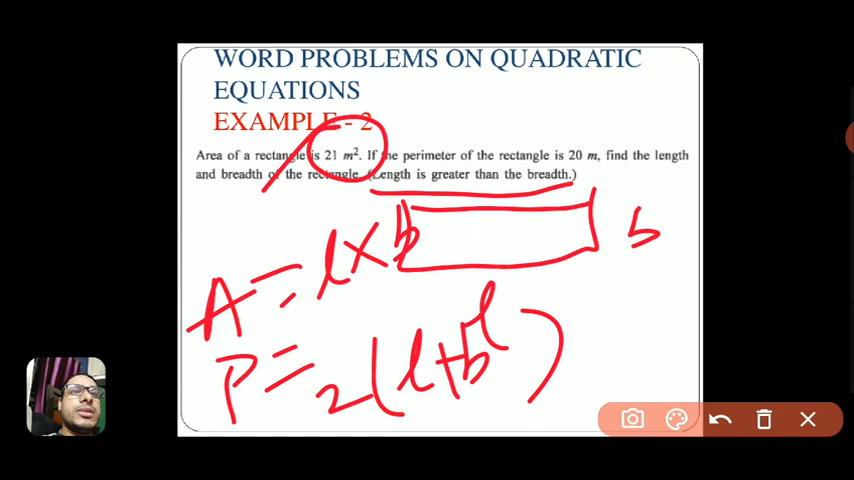 WORD PROBLEMS ON QUADRATIC
EQUATIONS
EXAMPLE - 2
Area of a rectangle is 21 m². If the perimeter of the rectangle is 20 m, find the length
and breadth of the rectangle. (Length is greater than the breadth.)
b
A = l × b
l
P = 2(l+b)